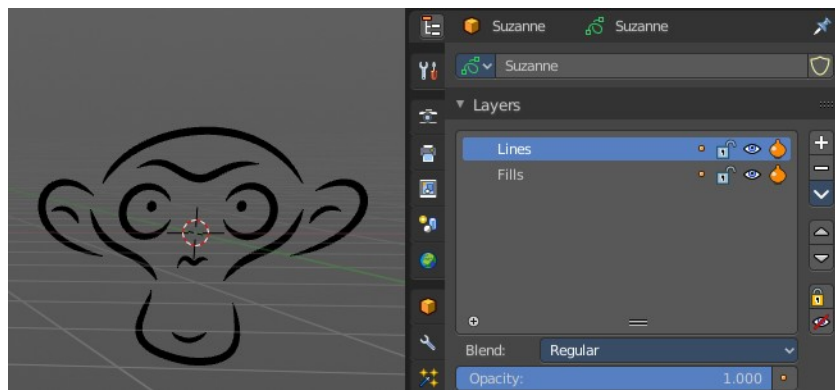 Suzanne Suzanne
Suzanne
Layers
Lines
Fills
Blend: Regular
Opacity: 1.000